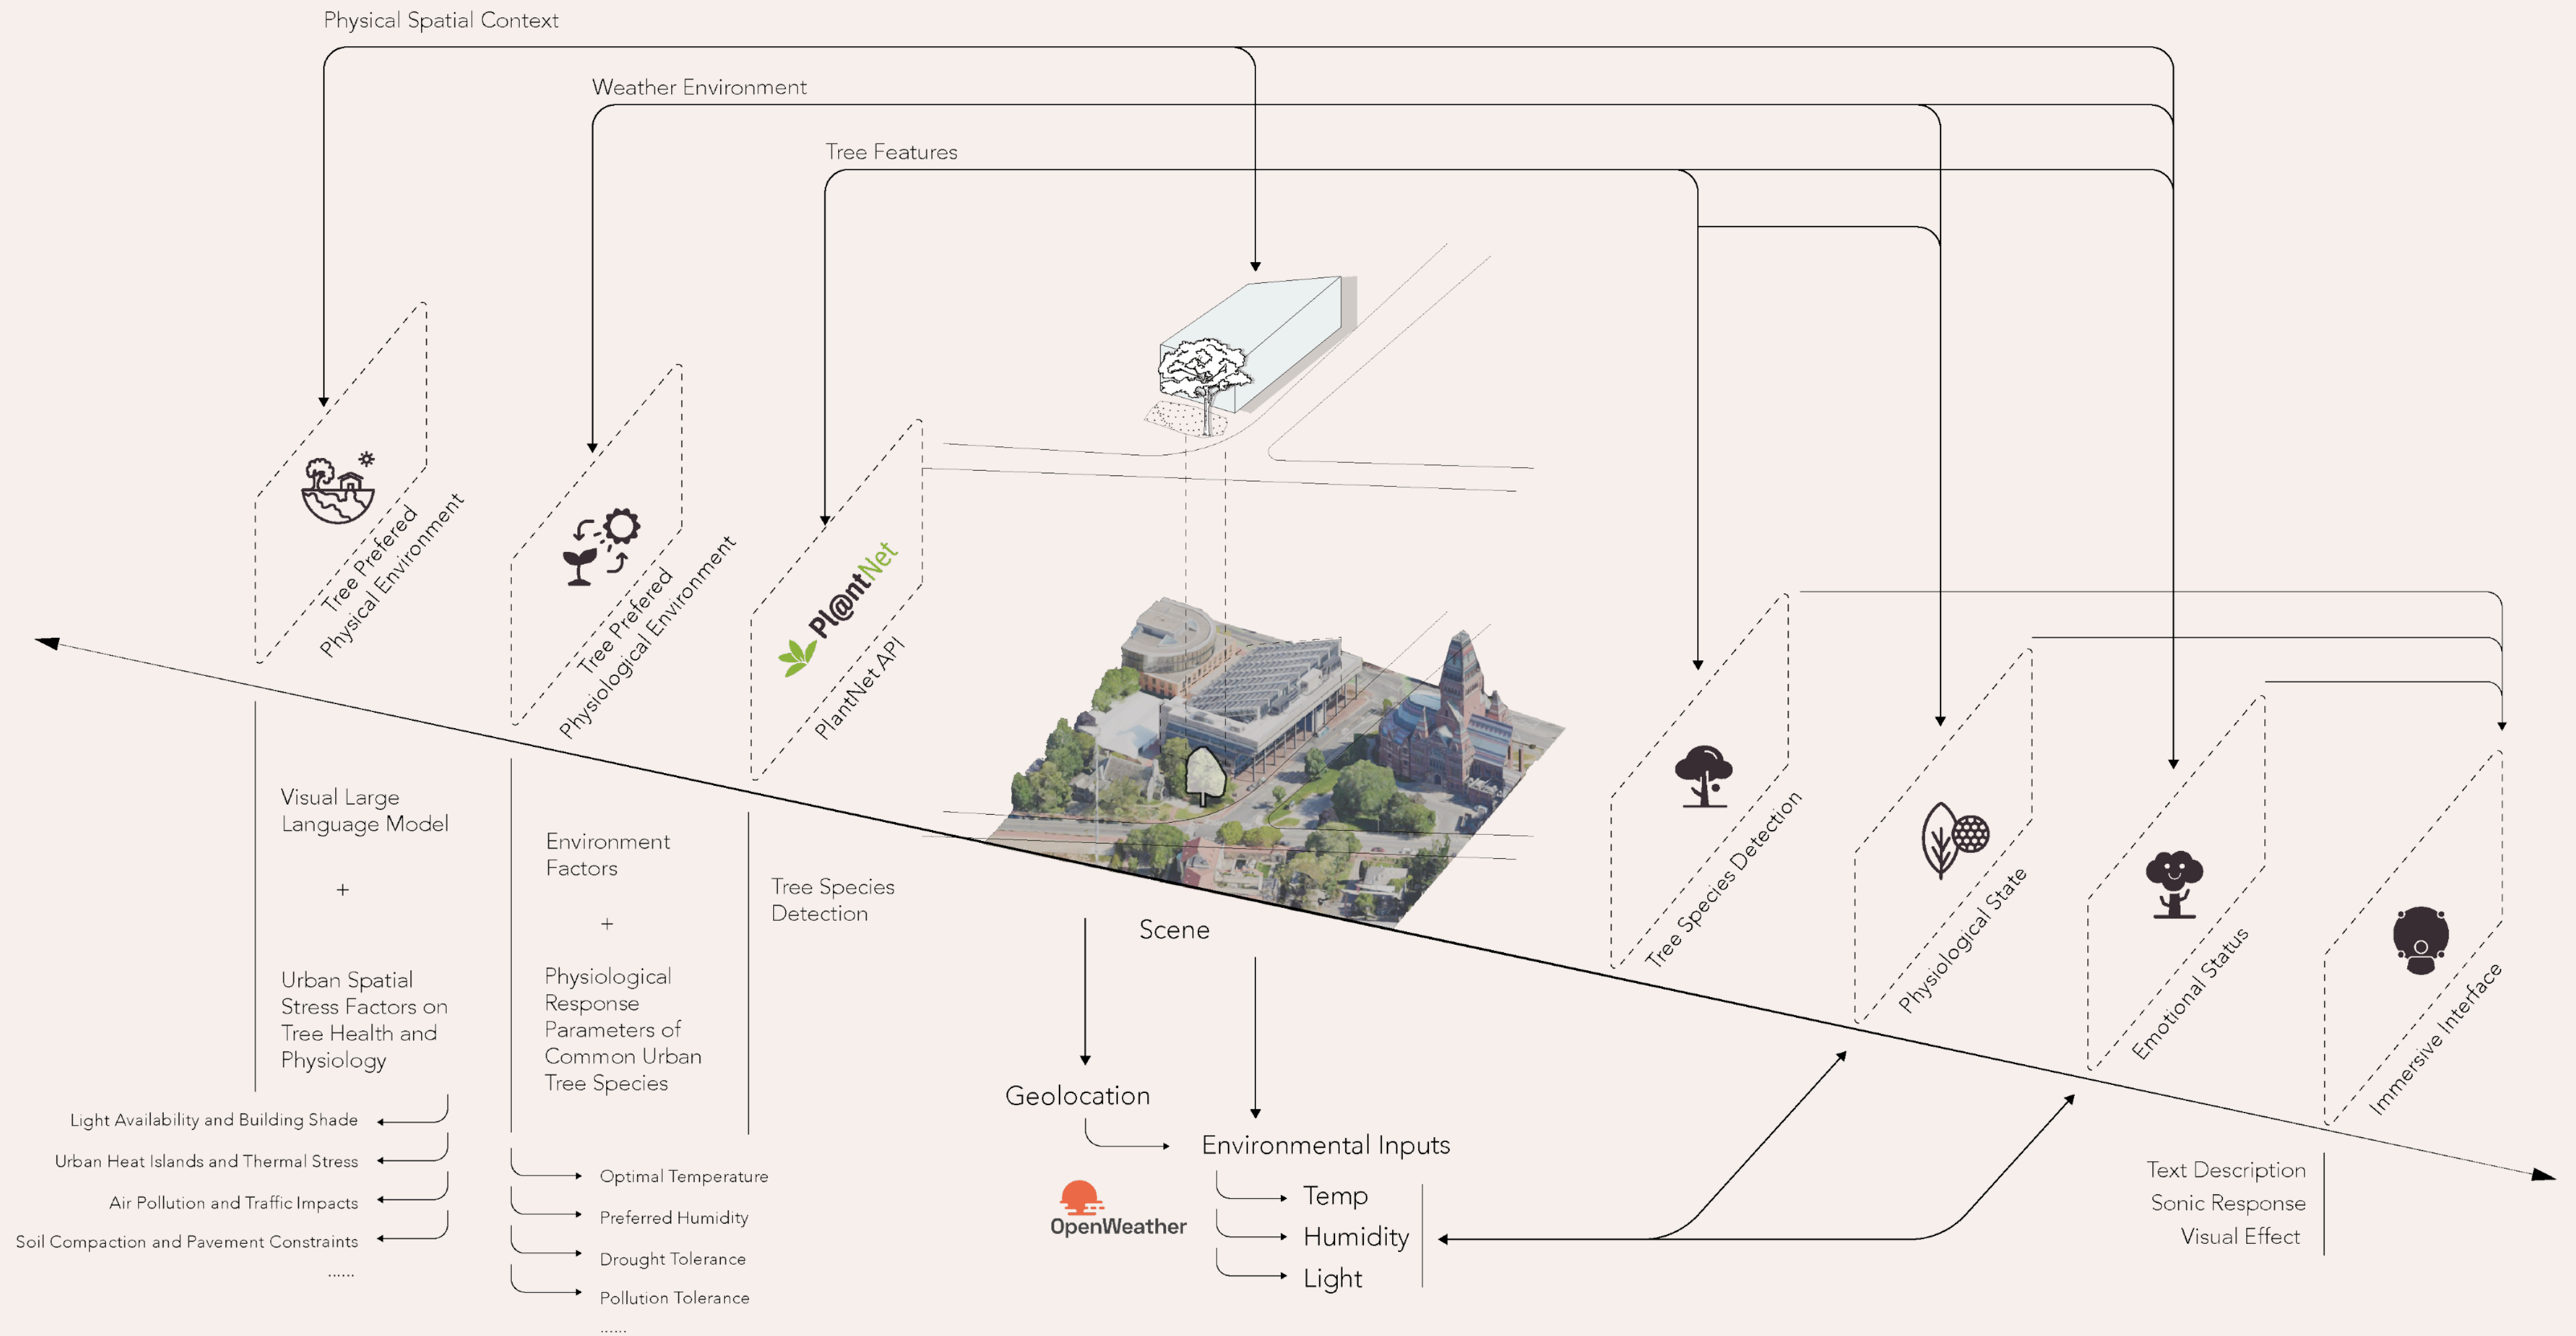 Physical Spatial Context
Weather Environment
Tree Features
Tree Prefered
Physical Environment
Tree Prefered
Physiological Environment
Pl@ntNet
PlantNet API
Visual Large
Language Model
+
Urban Spatial
Stress Factors on
Tree Health and
Physiology
Light Availability and Building Shade
Urban Heat Islands and Thermal Stress
Air Pollution and Traffic Impacts
Soil Compaction and Pavement Constraints
......
Environment
Factors
+
Physiological
Response
Parameters of
Common Urban
Tree Species
Optimal Temperature
Preferred Humidity
Drought Tolerance
Pollution Tolerance
......
Tree Species
Detection
Scene
Geolocation
Environmental Inputs
OpenWeather
Temp
Humidity
Light
Tree Species Detection
Physiological State
Emotional Status
Immersive Interface
Text Description
Sonic Response
Visual Effect